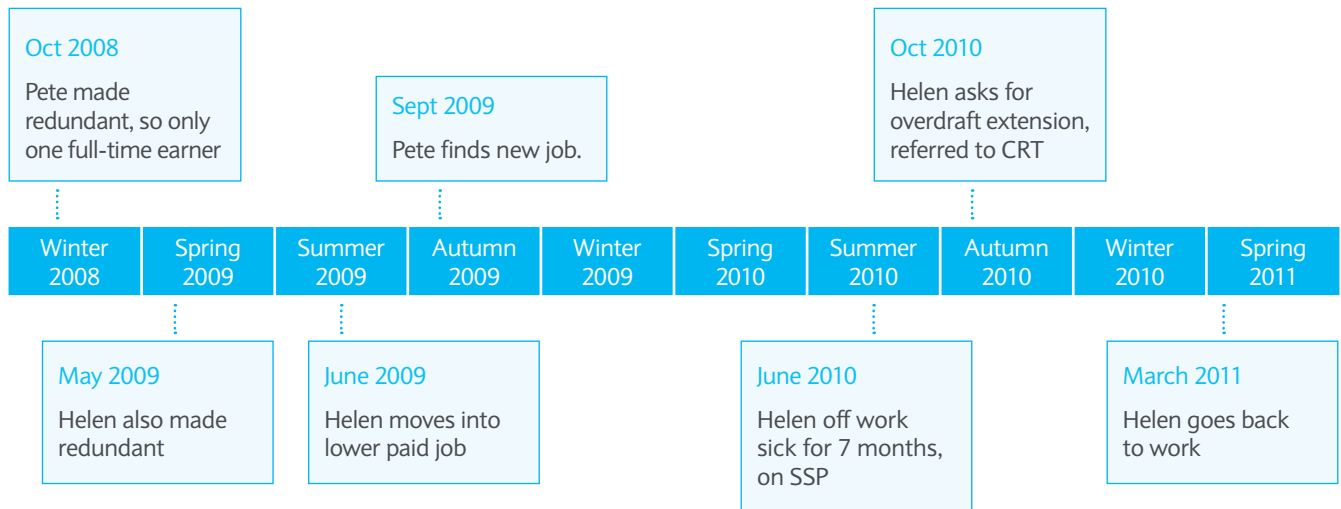 Oct 2008
Pete made
redundant, so only
one full-time earner
Sept 2009
Pete finds new job.
Oct 2010
Helen asks for
overdraft extension,
referred to CRT
Winter
2008
Spring
2009
Summer
2009
Autumn
2009
Winter
2009
Spring
2010
Summer
2010
Autumn
2010
Winter
2010
Spring
2011
May 2009
Helen also made
redundant
June 2009
Helen moves into
lower paid job
June 2010
Helen off work
sick for 7 months,
on SSP
March 2011
Helen goes back
to work